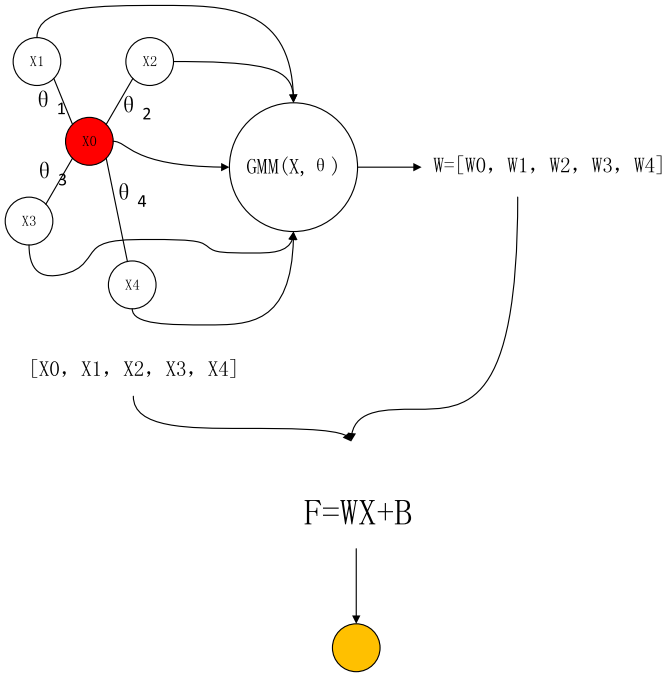 X1
X2
θ 1
θ 2
X0
GMM(X, θ)
W=[W0, W1, W2, W3, W4]
θ 3
θ 4
X3
X4
[X0, X1, X2, X3, X4]
F=WX+B